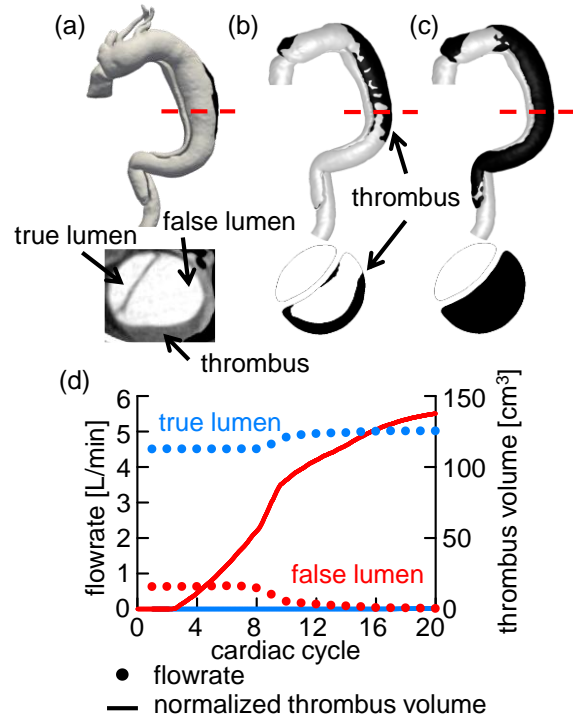 (a)
(b)
(c)
thrombus
true lumen
false lumen
thrombus
(d)
flowrate [L/min]
6
5
4
3
2
1
0
true lumen
false lumen
150
100
50
0
thrombus volume [cm³]
0 4 8 12 16 20
cardiac cycle
flowrate
normalized thrombus volume